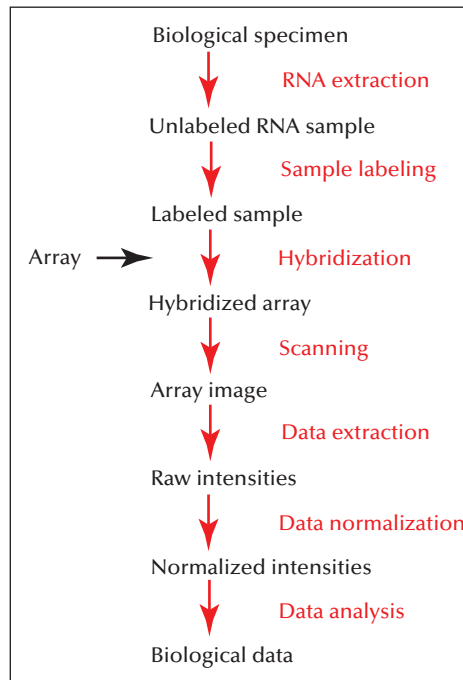 Biological specimen
RNA extraction
Unlabeled RNA sample
Sample labeling
Labeled sample
Array
Hybridization
Hybridized array
Scanning
Array image
Data extraction
Raw intensities
Data normalization
Normalized intensities
Data analysis
Biological data